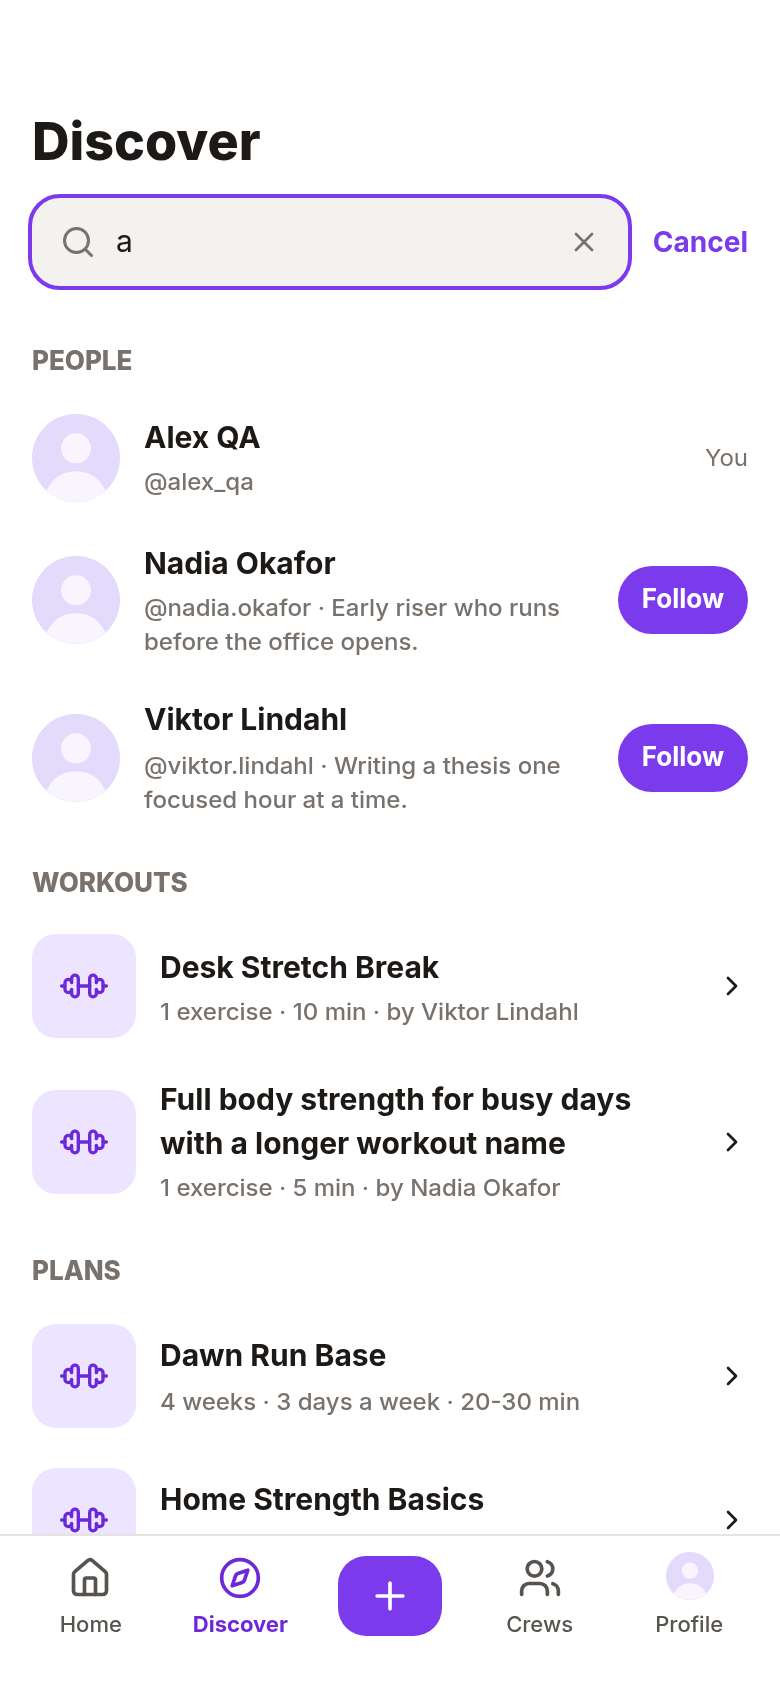 Discover
a
Cancel
PEOPLE
Alex QA
@alex_qa
You
Nadia Okafor
@nadia.okafor · Early riser who runs
before the office opens.
Follow
Viktor Lindahl
@viktor.lindahl · Writing a thesis one
focused hour at a time.
Follow
WORKOUTS
Desk Stretch Break
1 exercise · 10 min · by Viktor Lindahl
Full body strength for busy days
with a longer workout name
1 exercise · 5 min · by Nadia Okafor
PLANS
Dawn Run Base
4 weeks · 3 days a week · 20-30 min
Home Strength Basics
Home
Discover
Crews
Profile